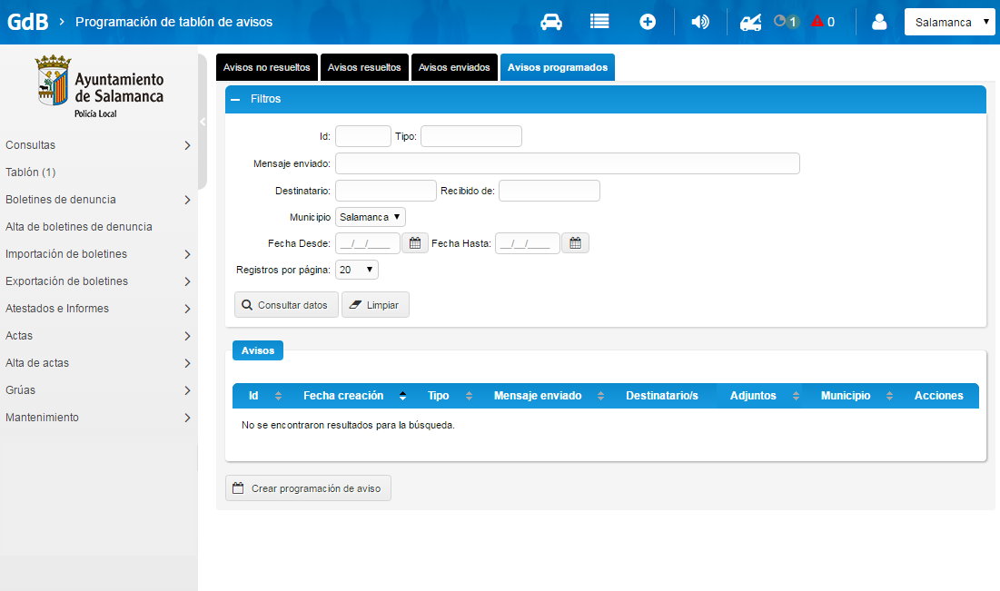 GdB › Programación de tablón de avisos 1 0 Salamanca
Ayuntamiento
de Salamanca
Policía Local
Consultas
Tablón (1)
Boletines de denuncia
Alta de boletines de denuncia
Importación de boletines
Exportación de boletines
Atestados e Informes
Actas
Alta de actas
Grúas
Mantenimiento
Avisos no resueltos Avisos resueltos Avisos enviados Avisos programados
Filtros
Id: Tipo:
Mensaje enviado:
Destinatario: Recibido de:
Municipio Salamanca
Fecha Desde: __/__/____ Fecha Hasta: __/__/____
Registros por página: 20
Consultar datos Limpiar
Avisos
Id Fecha creación Tipo Mensaje enviado Destinatario/s Adjuntos Municipio Acciones
No se encontraron resultados para la búsqueda.
Crear programación de aviso